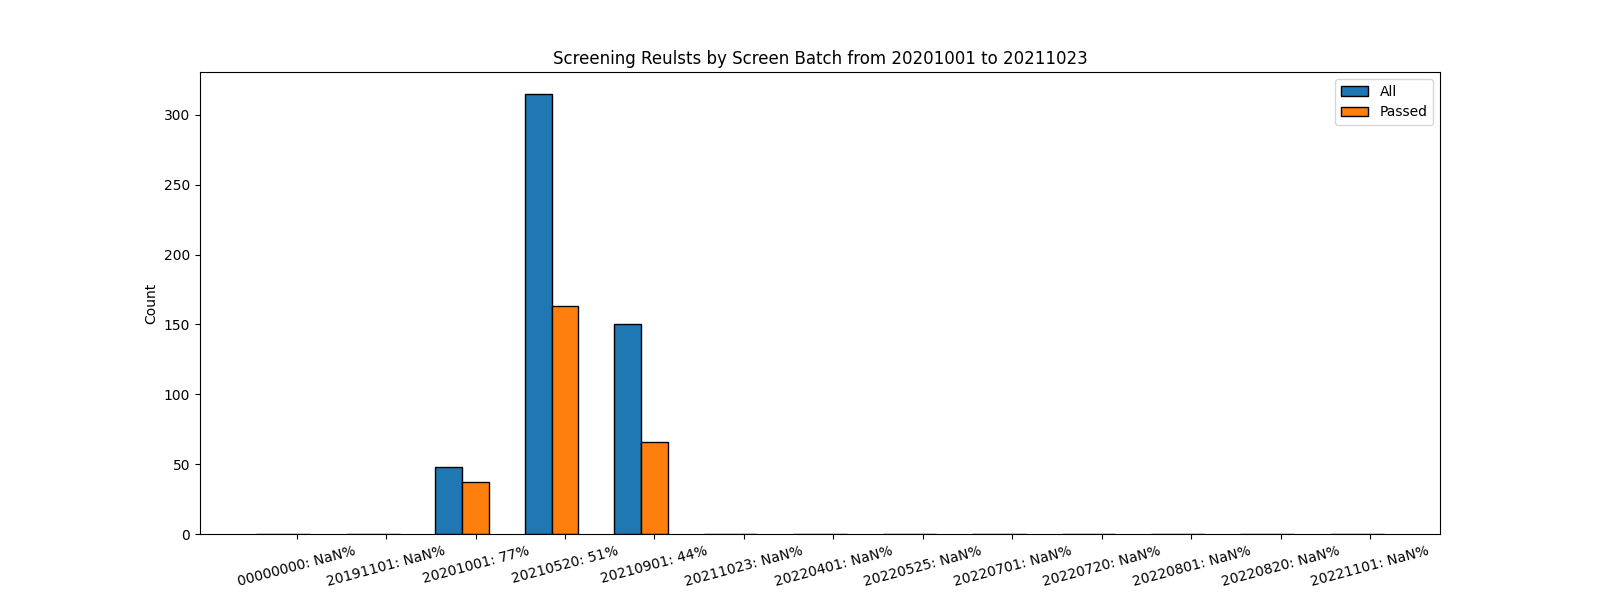 Screening Reulsts by Screen Batch from 20201001 to 20211023
All
Passed
300
250
200
150
100
50
0
Count
00000000: NaN%
20191101: NaN%
20201001: 77%
20210520: 51%
20210901: 44%
20211023: NaN%
20220401: NaN%
20220525: NaN%
20220701: NaN%
20220720: NaN%
20220801: NaN%
20220820: NaN%
20221101: NaN%